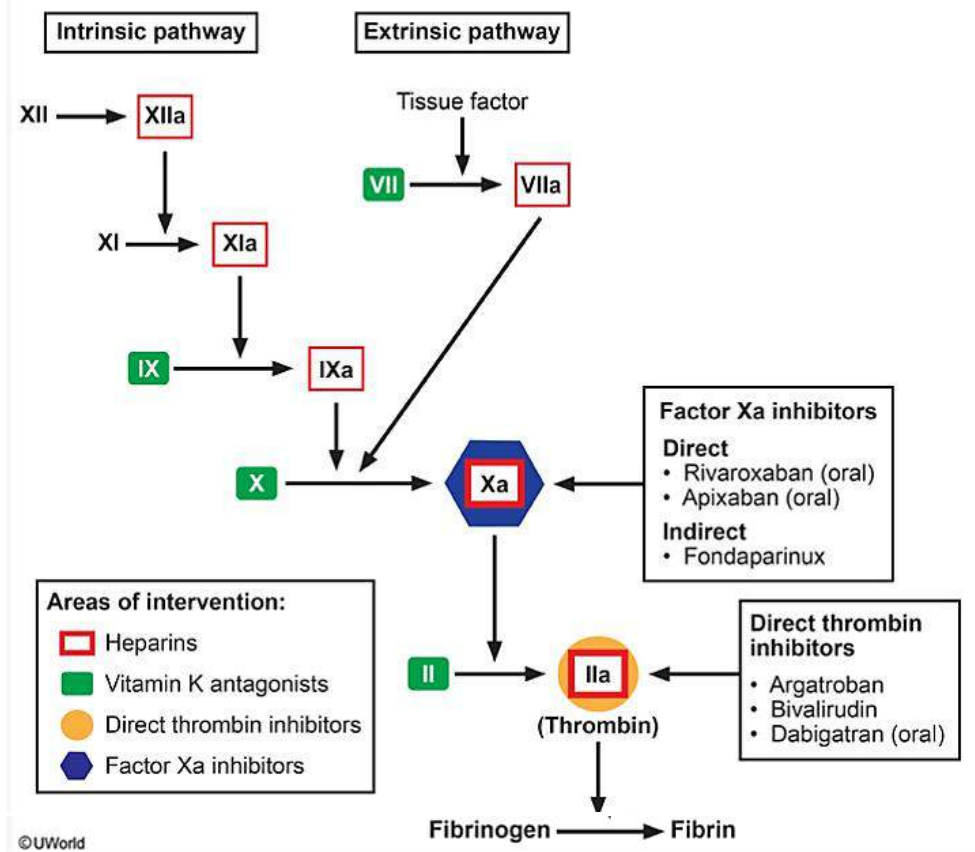 Intrinsic pathway
Extrinsic pathway
Tissue factor
XII
XIIa
VII
VIIa
XI
XIa
IX
IXa
X
Xa
Factor Xa inhibitors
Direct
• Rivaroxaban (oral)
• Apixaban (oral)
Indirect
• Fondaparinux
Areas of intervention:
Heparins
Vitamin K antagonists
Direct thrombin inhibitors
Factor Xa inhibitors
II
IIa
(Thrombin)
Direct thrombin
inhibitors
• Argatroban
• Bivalirudin
• Dabigatran (oral)
Fibrinogen
Fibrin
©UWorld